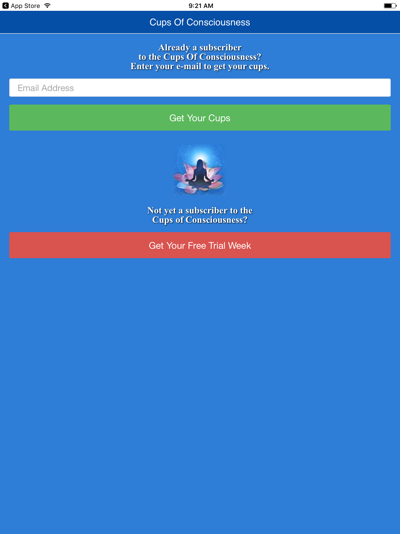 App Store 9:21 AM
Cups Of Consciousness
Already a subscriber
to the Cups Of Consciousness?
Enter your e-mail to get your cups.
Email Address
Get Your Cups
Not yet a subscriber to the
Cups of Consciousness?
Get Your Free Trial Week